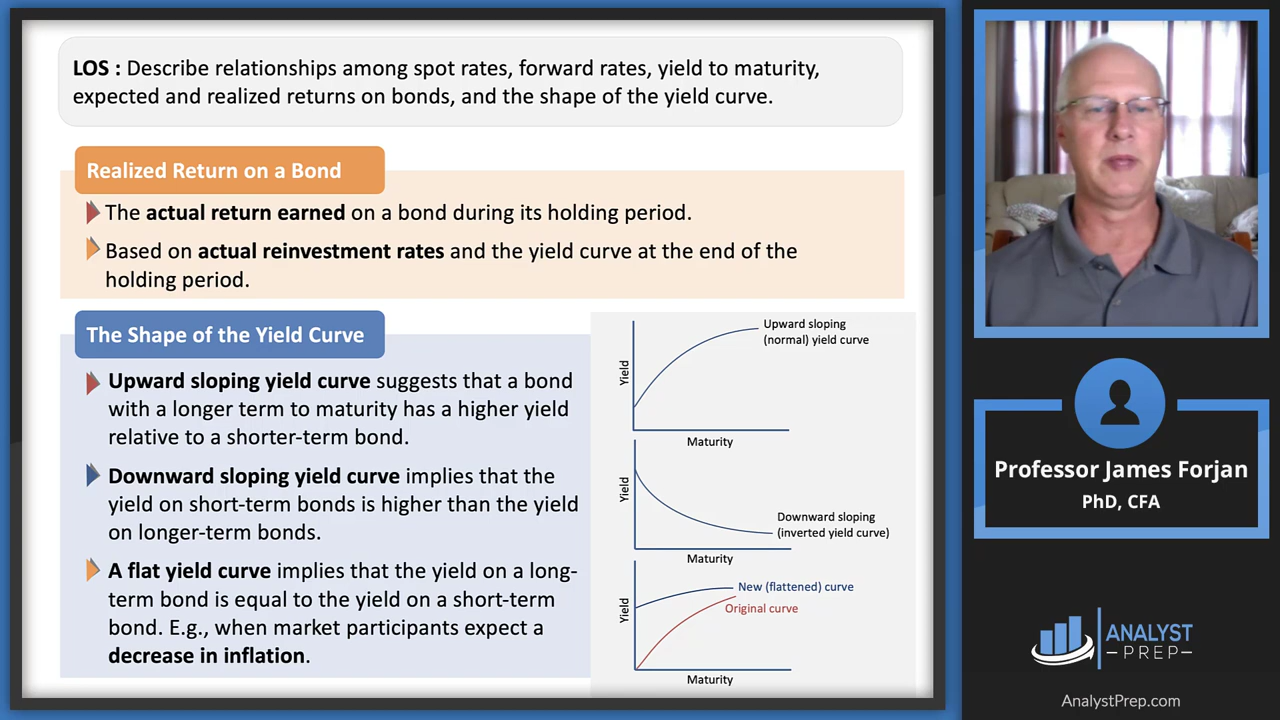 LOS : Describe relationships among spot rates, forward rates, yield to maturity,
expected and realized returns on bonds, and the shape of the yield curve.
Realized Return on a Bond
The actual return earned on a bond during its holding period.
Based on actual reinvestment rates and the yield curve at the end of the
holding period.
The Shape of the Yield Curve
Upward sloping yield curve suggests that a bond
with a longer term to maturity has a higher yield
relative to a shorter-term bond.
Downward sloping yield curve implies that the
yield on short-term bonds is higher than the yield
on longer-term bonds.
A flat yield curve implies that the yield on a long-
term bond is equal to the yield on a short-term
bond. E.g., when market participants expect a
decrease in inflation.
Upward sloping
(normal) yield curve
Yield
Maturity
Yield
Downward sloping
(inverted yield curve)
Maturity
New (flattened) curve
Original curve
Yield
Maturity
Professor James Forjan
PhD, CFA
ANALYST
PREP
AnalystPrep.com